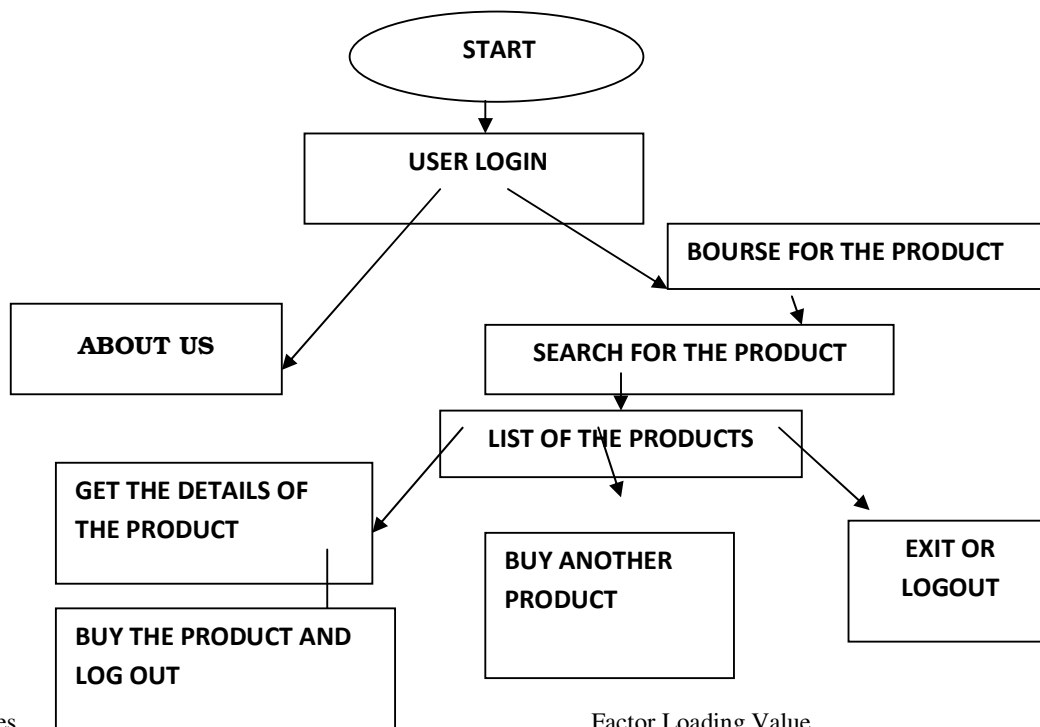 START
USER LOGIN
BOURSE FOR THE PRODUCT
ABOUT US
SEARCH FOR THE PRODUCT
LIST OF THE PRODUCTS
GET THE DETAILS OF
THE PRODUCT
BUY ANOTHER
PRODUCT
EXIT OR
LOGOUT
BUY THE PRODUCT AND
LOG OUT
Factor Loading Value